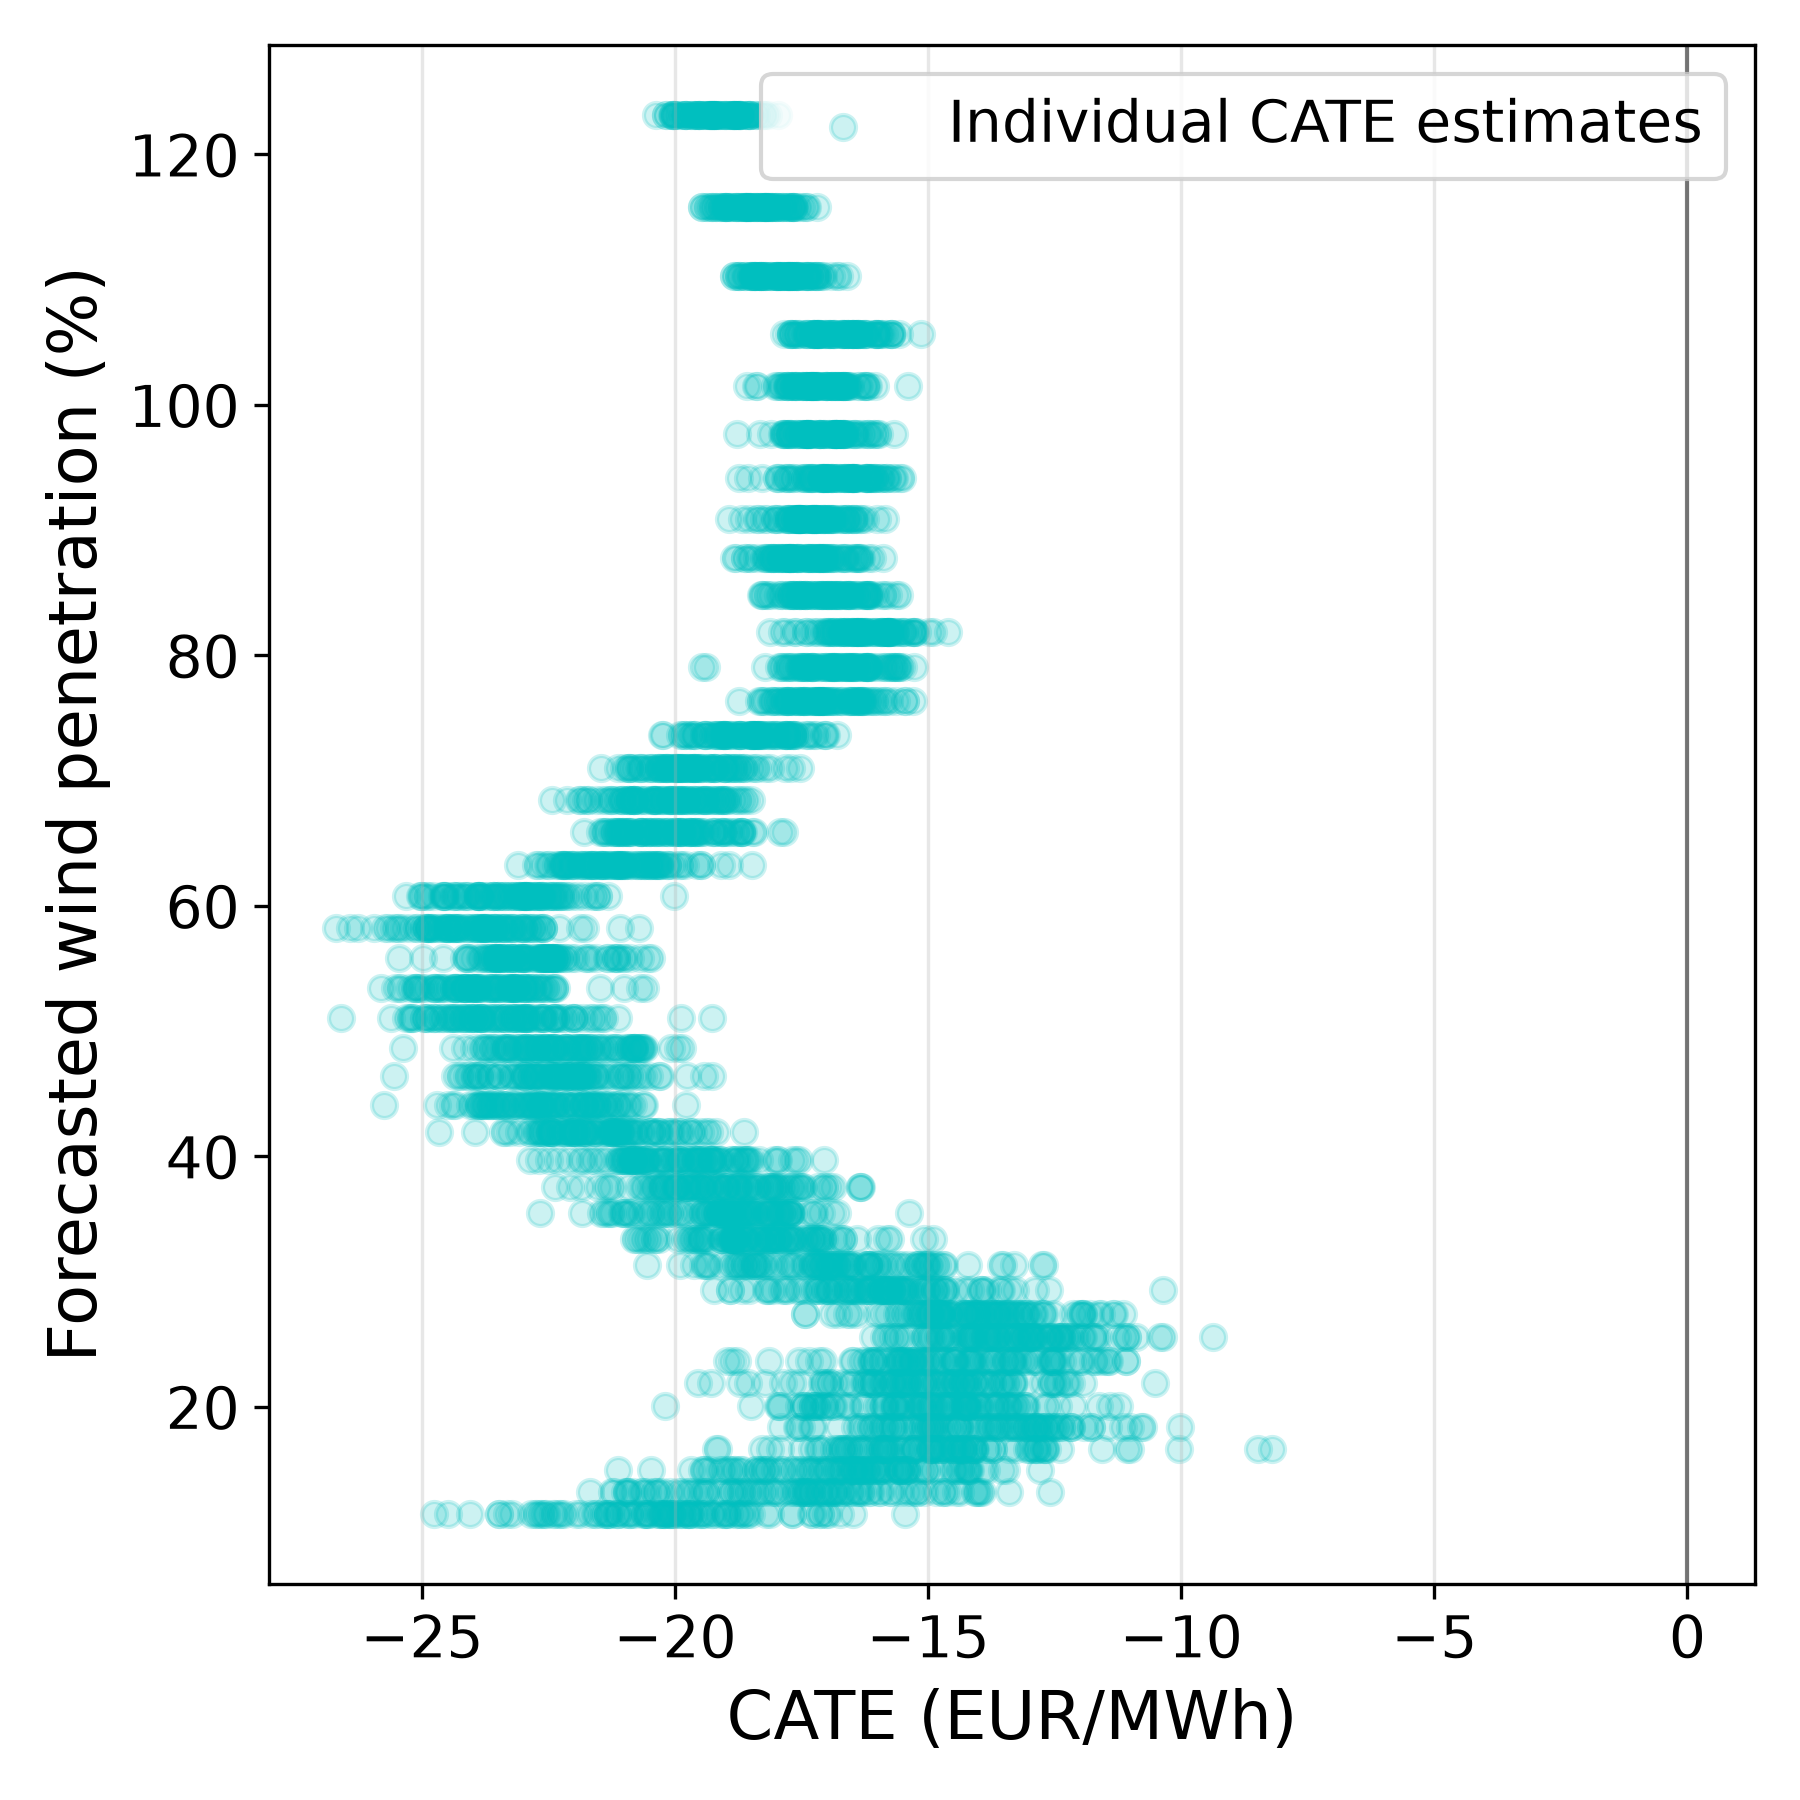 Individual CATE estimates
Forecasted wind penetration (%)
120
100
80
60
40
20
−25 −20 −15 −10 −5 0
CATE (EUR/MWh)